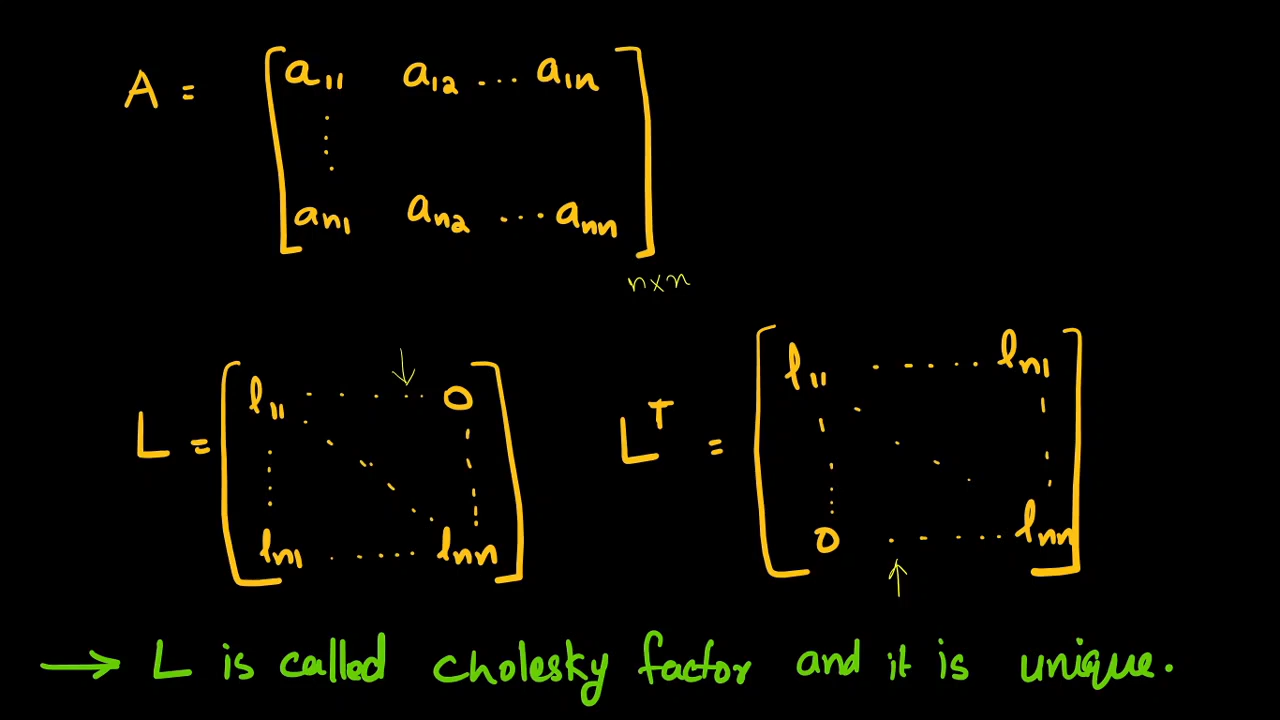 A = [ a11 a12 ... a1n
⋮
an1 an2 ... ann ] n×n
L = [ l11 ..... 0
⋮ ⋱ ⋮
ln1 ...... lnn ]
L^T = [ l11 ..... ln1
⋮ ⋱ ⋮
0 ...... lnn ]
→ L is called cholesky factor and it is unique.